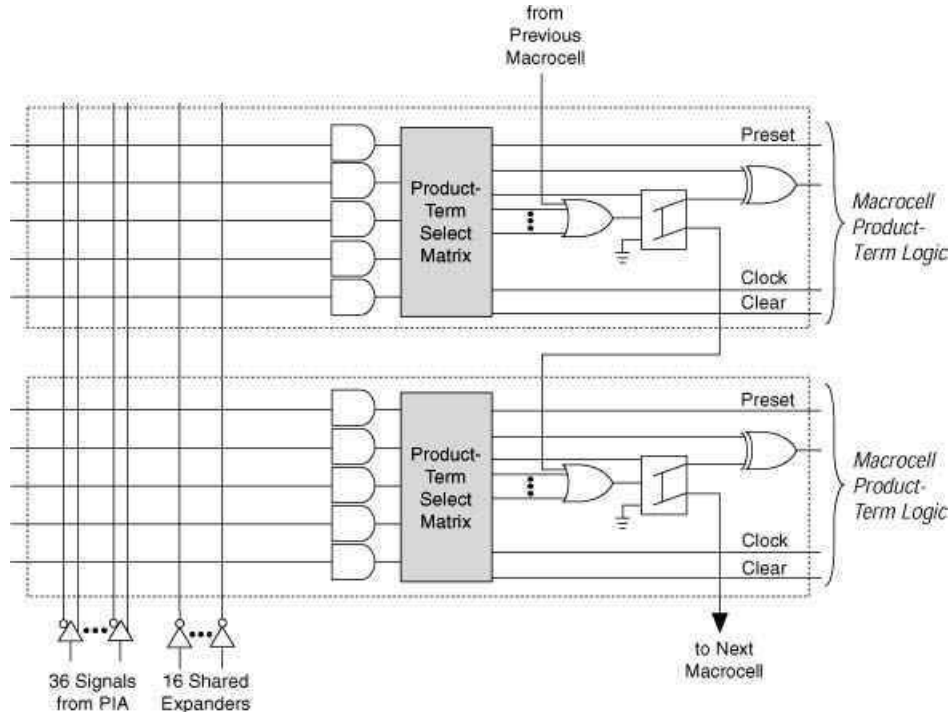 from
Previous
Macrocell
Preset
Product-
Term
Select
Matrix
Macrocell
Product-
Term Logic
Clock
Clear
Preset
Product-
Term
Select
Matrix
Macrocell
Product-
Term Logic
Clock
Clear
36 Signals
from PIA
16 Shared
Expanders
to Next
Macrocell